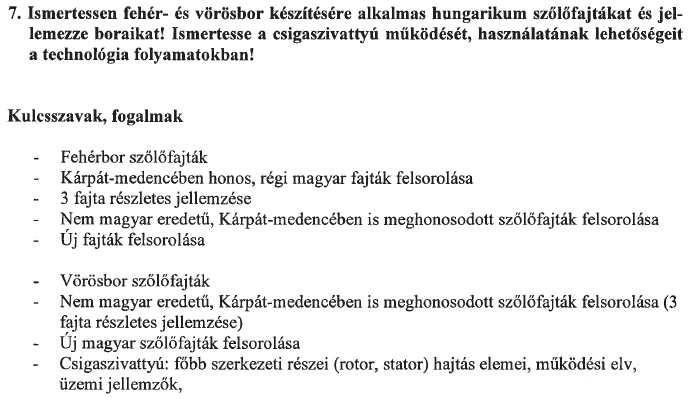 7. Ismertessen fehér- és vörösbor készítésére alkalmas hungarikum szőlőfajtákat és jel-
lemezze boraikat! Ismertesse a csigaszivattyú működését, használatának lehetőségeit
a technológia folyamatokban!
Kulcsszavak, fogalmak
- Fehérbor szőlőfajták
- Kárpát-medencében honos, régi magyar fajták felsorolása
- 3 fajta részletes jellemzése
- Nem magyar eredetű, Kárpát-medencében is meghonosodott szőlőfajták felsorolása
- Új fajták felsorolása
- Vörösbor szőlőfajták
- Nem magyar eredetű, Kárpát-medencében is meghonosodott szőlőfajták felsorolása (3
fajta részletes jellemzése)
- Új magyar szőlőfajták felsorolása
- Csigaszivattyú: főbb szerkezeti részei (rotor, stator) hajtás elemei, működési elv,
üzemi jellemzők,